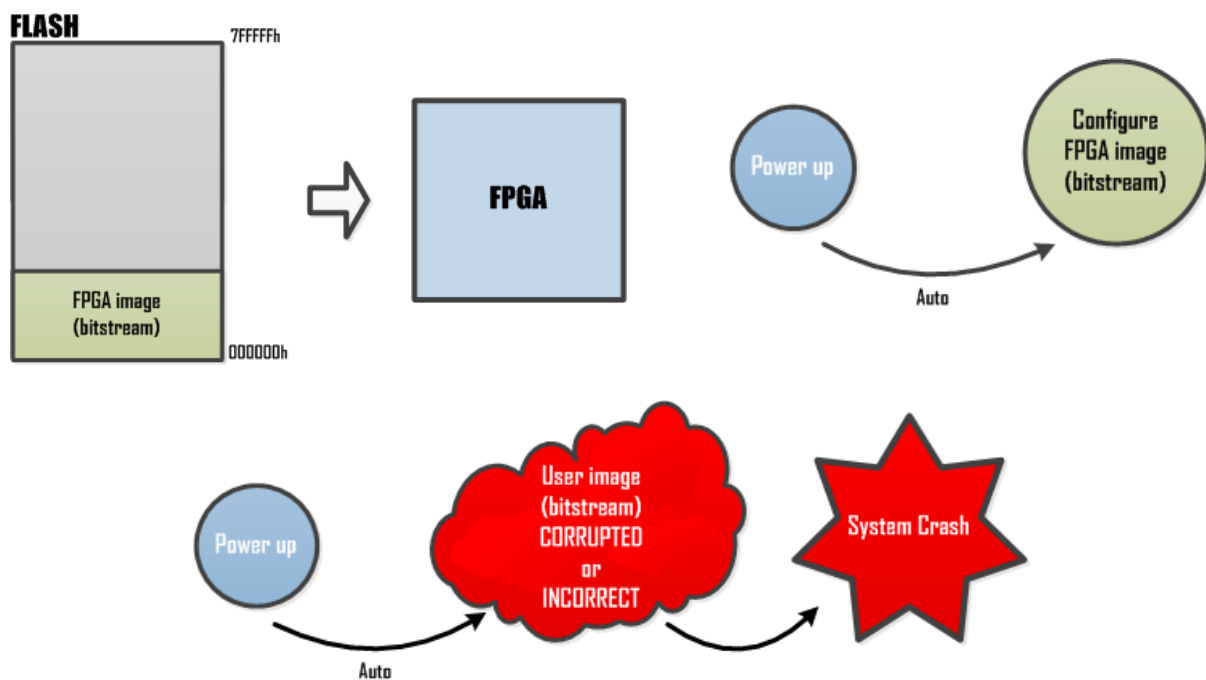 FLASH
7FFFFFh
FPGA image
(bitstream)
000000h
FPGA
Power up
Configure
FPGA image
(bitstream)
Auto
Power up
User image
(bitstream)
CORRUPTED
or
INCORRECT
System Crash
Auto